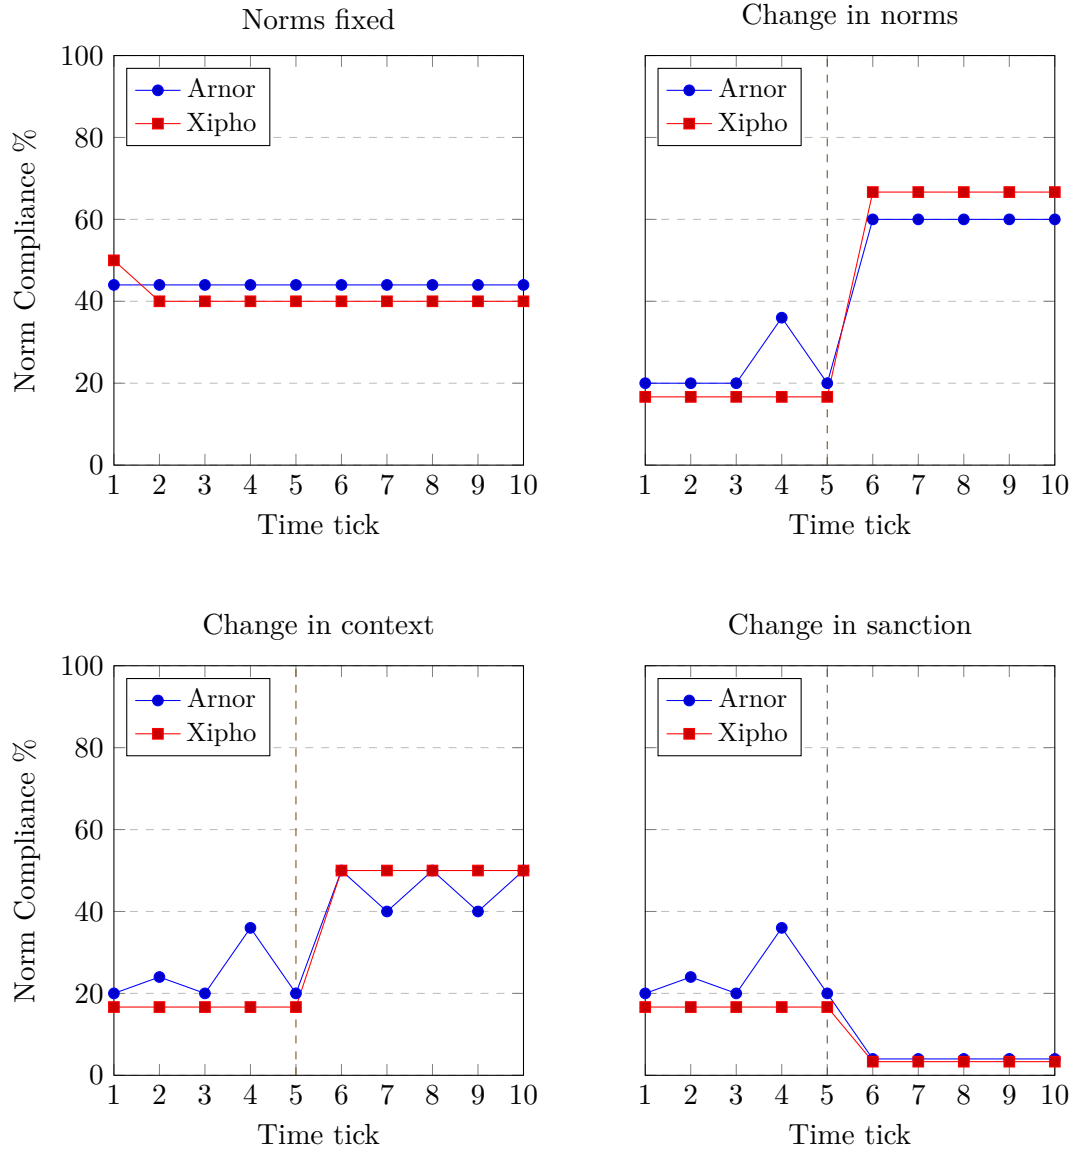 Norms fixed
Norm Compliance %
100
80
60
40
20
0
Arnor
Xipho
1 2 3 4 5 6 7 8 9 10
Time tick
Change in norms
Arnor
Xipho
1 2 3 4 5 6 7 8 9 10
Time tick
Change in context
Norm Compliance %
100
80
60
40
20
0
Arnor
Xipho
1 2 3 4 5 6 7 8 9 10
Time tick
Change in sanction
Arnor
Xipho
1 2 3 4 5 6 7 8 9 10
Time tick